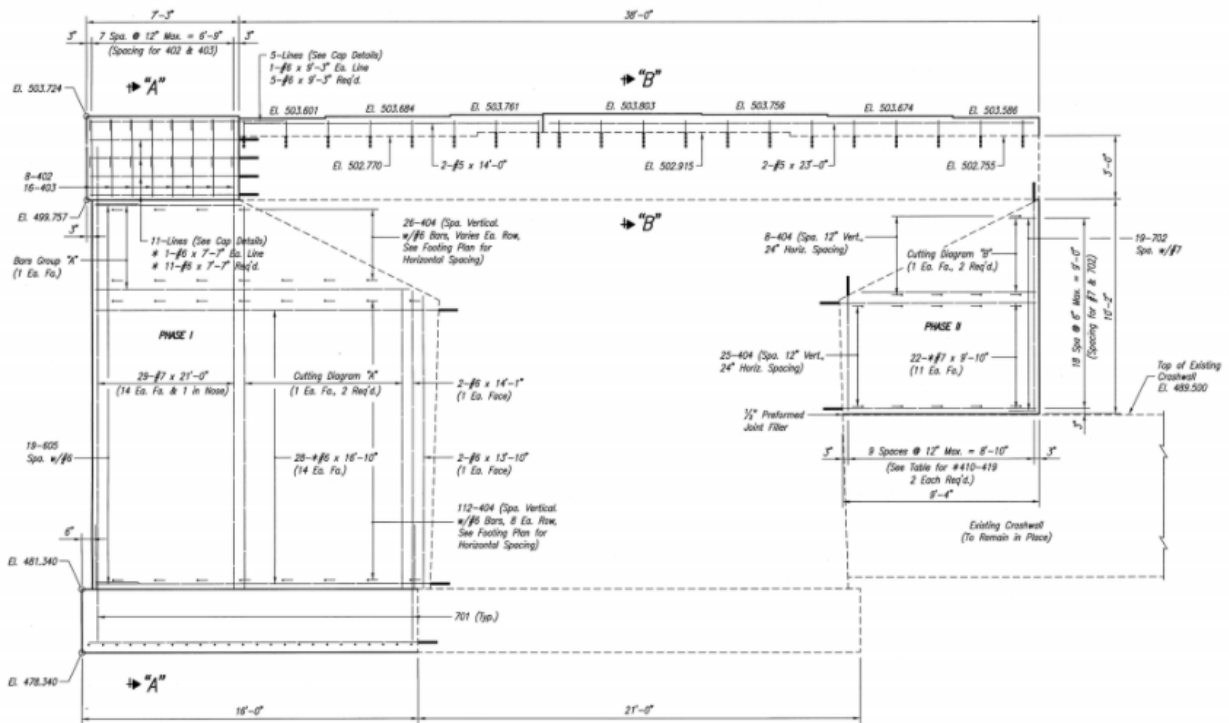 7'-3"
38'-0"
3"
7 Spa. @ 12" Max. = 6'-9"
(Spacing for 402 & 403)
3"
5-Lines (See Cap Details)
1-#6 x 9'-3" Ea. Line
5-#6 x 9'-3" Req'd.
"A"
"B"
El. 503.724
El. 503.601
El. 503.684
El. 503.761
El. 503.803
El. 503.756
El. 503.674
El. 503.586
El. 502.770
2-#5 x 14'-0"
El. 502.915
2-#5 x 23'-0"
El. 502.755
3'-0"
8-402
16-403
El. 499.757
3"
Bars Group "A"
(1 Ea. Fa.)
11-Lines (See Cap Details)
* 1-#6 x 7'-7" Ea. Line
* 11-#6 x 7'-7" Req'd.
26-404 (Spa. Vertical
w/#6 Bars, Varies Ea. Row,
See Footing Plan for
Horizontal Spacing)
"B"
8-404 (Spa. 12" Vert.,
24" Horiz. Spacing)
Cutting Diagram "B"
(1 Ea. Fa., 2 Req'd.)
19-702
Spa. w/#7
18 Spa @ 6" Max. = 9'-0"
(Spacing for #7 & 702)
10'-2"
PHASE I
PHASE II
29-#7 x 21'-0"
(14 Ea. Fa. & 1 in Nose)
Cutting Diagram "A"
(1 Ea. Fa., 2 Req'd.)
2-#6 x 14'-1"
(1 Ea. Face)
25-404 (Spa. 12" Vert.,
24" Horiz. Spacing)
22-*#7 x 9'-10"
(11 Ea. Fa.)
Top of Existing
Crashwall
El. 489.500
½" Preformed
Joint Filler
3"
19-605
Spa. w/#6
28-*#6 x 16'-10"
(14 Ea. Fa.)
2-#6 x 13'-10"
(1 Ea. Face)
3"
9 Spaces @ 12" Max. = 8'-10"
(See Table for #410-419
2 Each Req'd.)
3"
9'-4"
112-404 (Spa. Vertical
w/#6 Bars, 8 Ea. Row,
See Footing Plan for
Horizontal Spacing)
Existing Crashwall
(To Remain in Place)
6"
El. 481.340
701 (Typ.)
El. 478.340
"A"
16'-0"
21'-0"